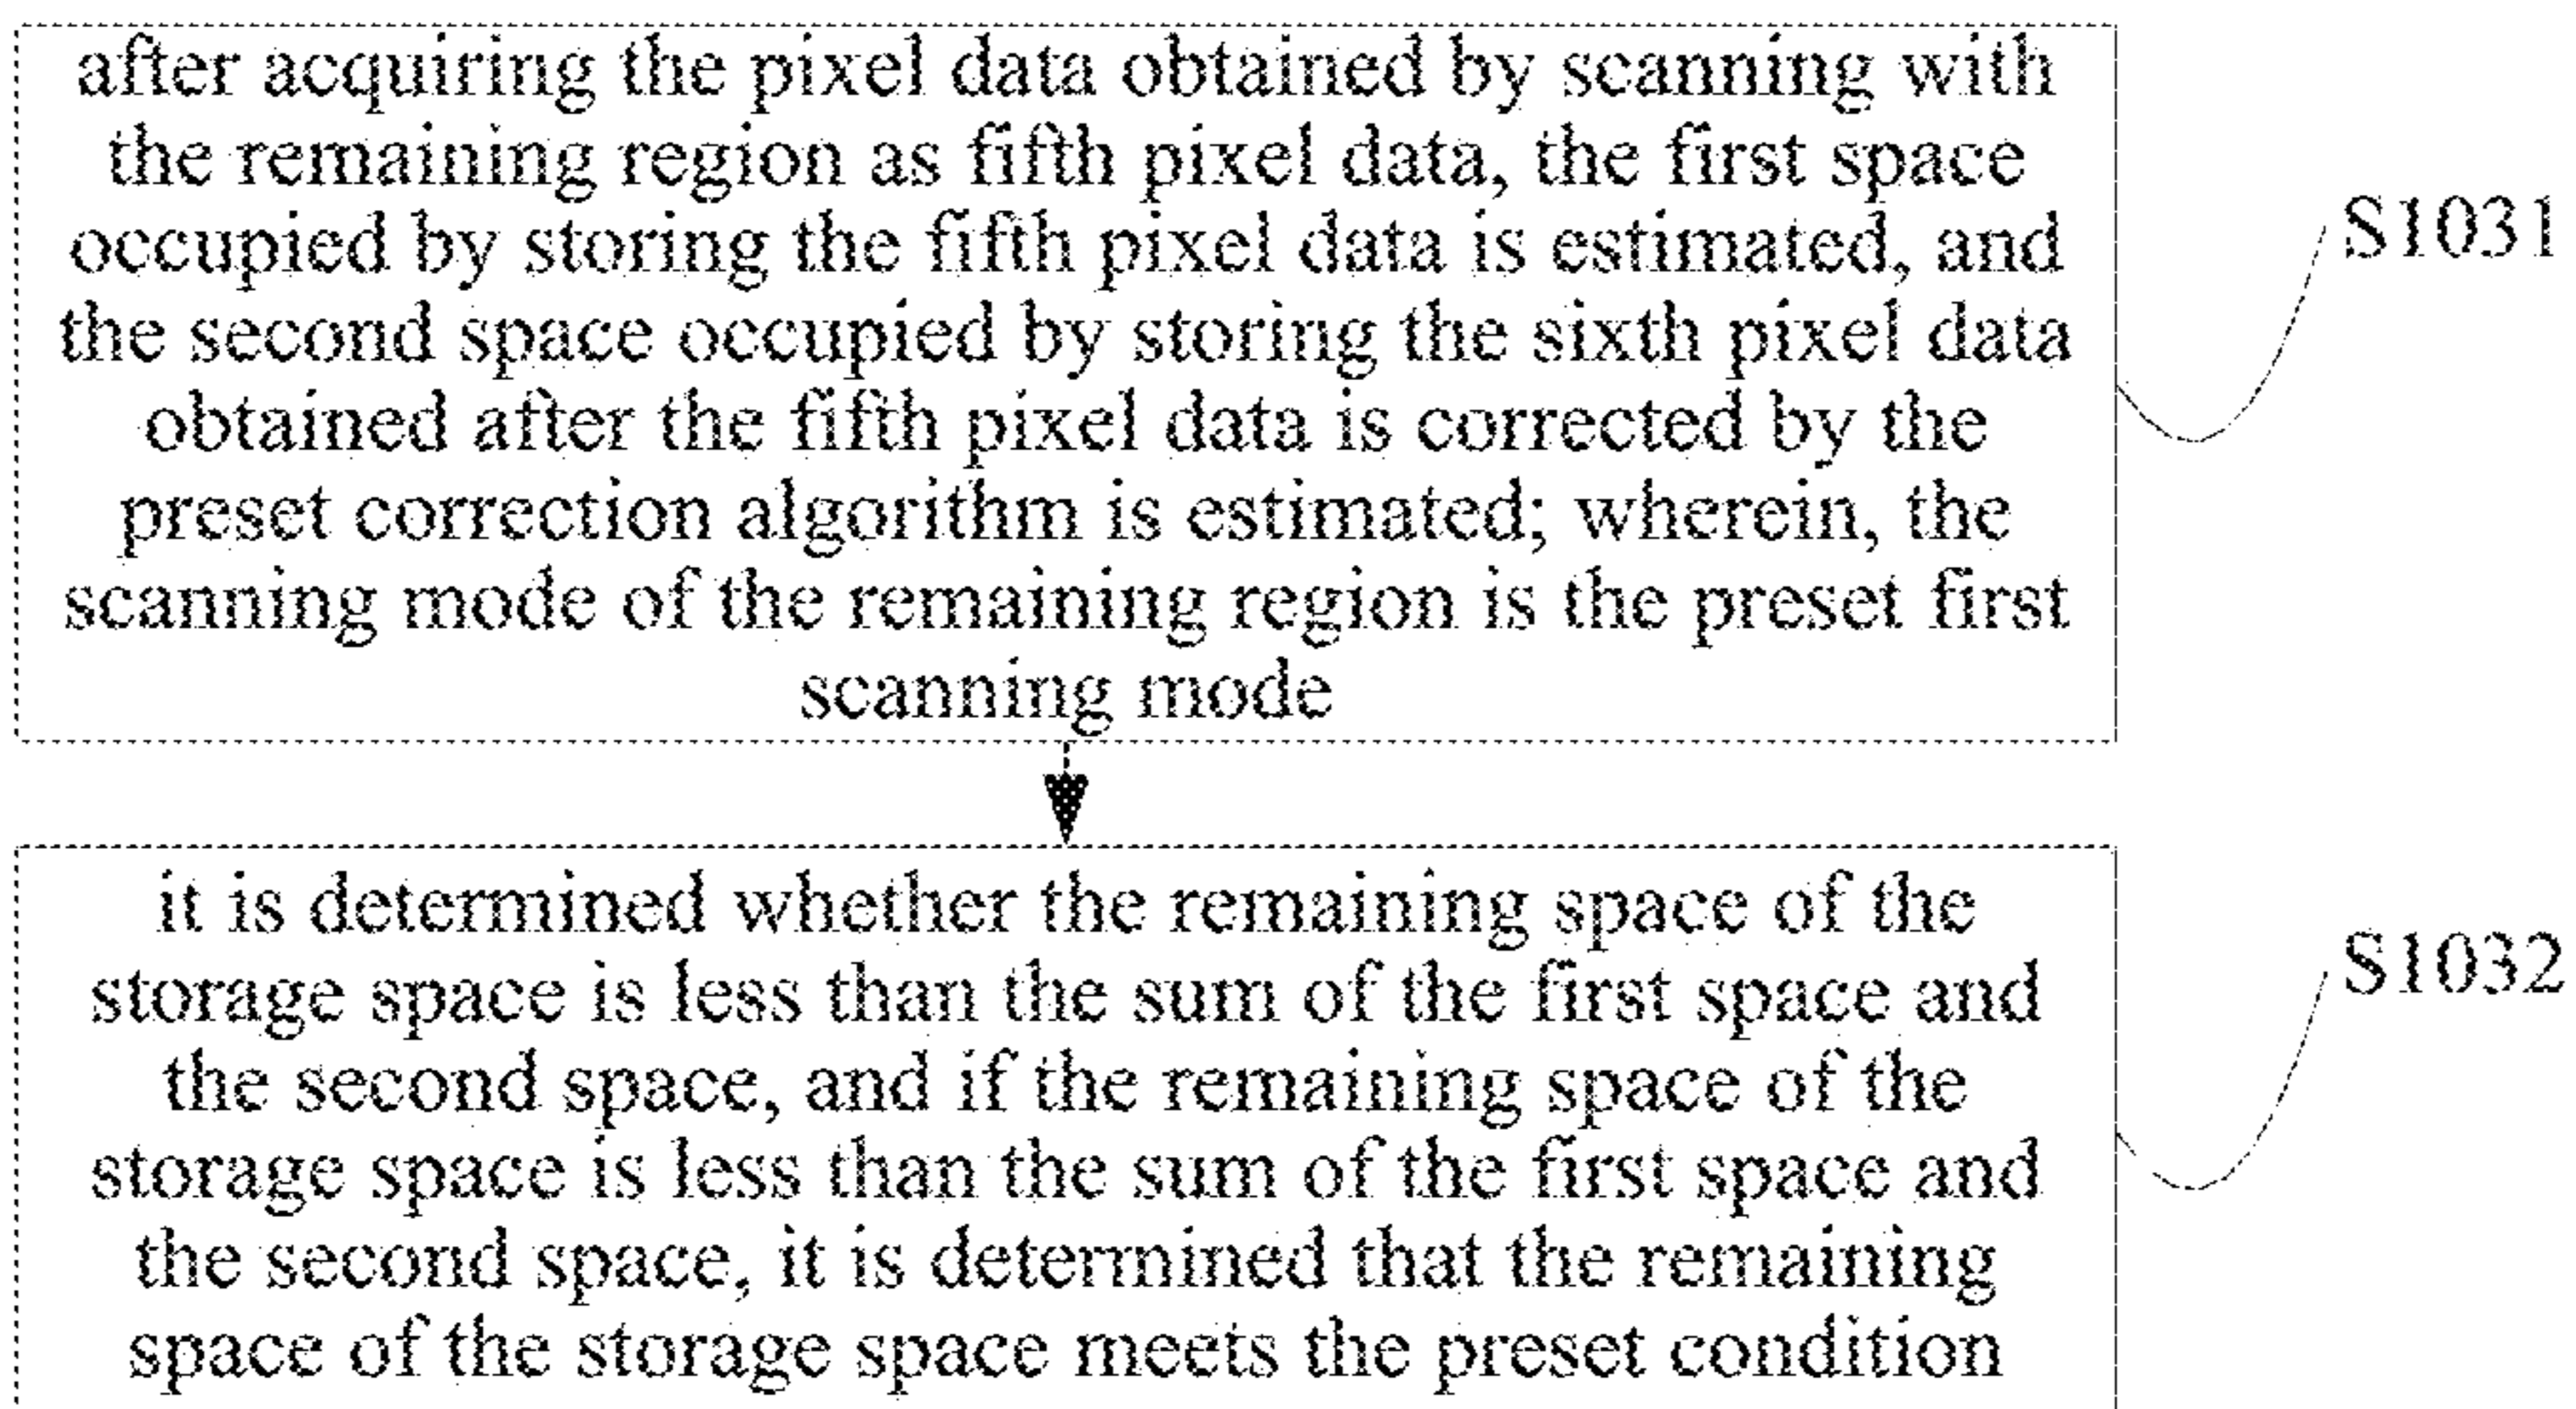 after acquiring the pixel data obtained by scanning with
the remaining region as fifth pixel data, the first space
occupied by storing the fifth pixel data is estimated, and
the second space occupied by storing the sixth pixel data
obtained after the fifth pixel data is corrected by the
preset correction algorithm is estimated; wherein, the
scanning mode of the remaining region is the preset first
scanning mode
S1031
it is determined whether the remaining space of the
storage space is less than the sum of the first space and
the second space, and if the remaining space of the
storage space is less than the sum of the first space and
the second space, it is determined that the remaining
space of the storage space meets the preset condition
S1032